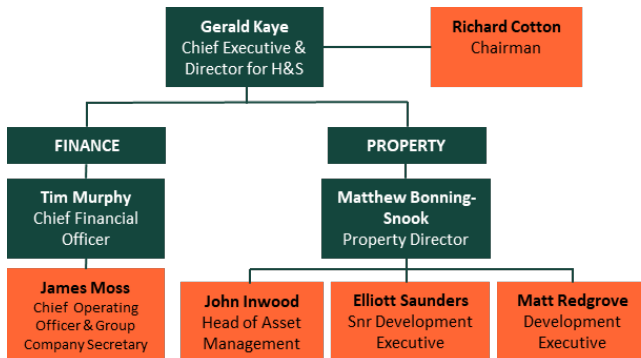 Gerald Kaye
Chief Executive &
Director for H&S
Richard Cotton
Chairman
FINANCE
PROPERTY
Tim Murphy
Chief Financial
Officer
Matthew Bonning-
Snook
Property Director
James Moss
Chief Operating
Officer & Group
Company Secretary
John Inwood
Head of Asset
Management
Elliott Saunders
Snr Development
Executive
Matt Redgrove
Development
Executive